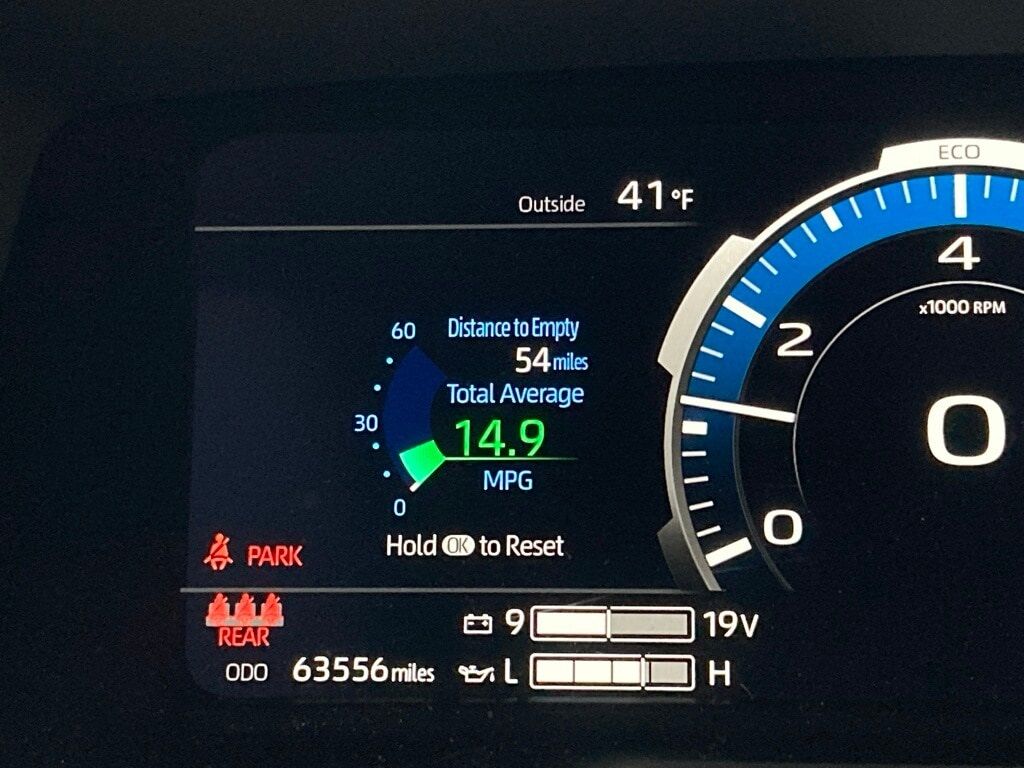 ECO
Outside 41°F
4
x1000 RPM
60 Distance to Empty
54 miles
2
Total Average
30 14.9
0
MPG
0
0
Hold OK to Reset
PARK
REAR
9 19V
ODO 63556 miles
L H